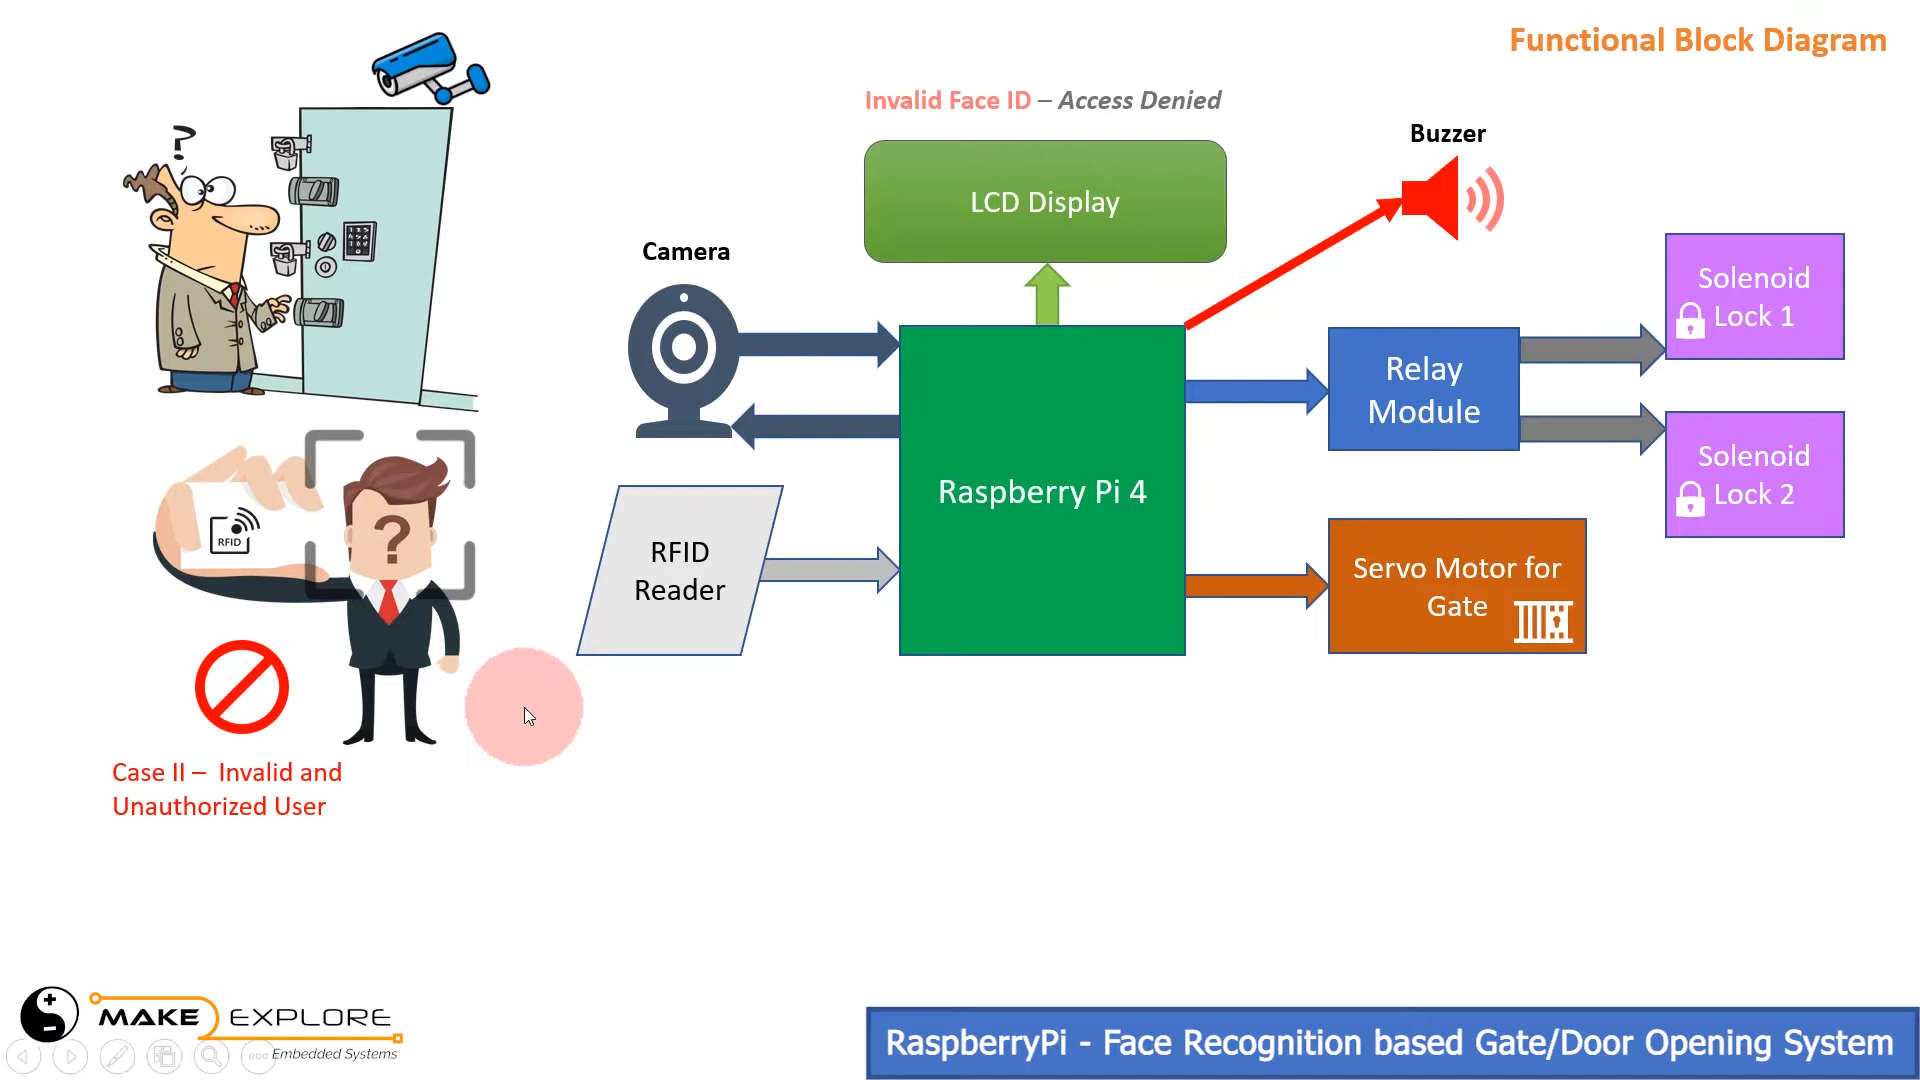 Functional Block Diagram
Invalid Face ID – Access Denied
Buzzer
LCD Display
Camera
Solenoid
Lock 1
Relay
Module
Solenoid
Lock 2
Raspberry Pi 4
RFID
Reader
Servo Motor for
Gate
?
?
RFID
Case II – Invalid and
Unauthorized User
MAKE EXPLORE
Embedded Systems
RaspberryPi - Face Recognition based Gate/Door Opening System